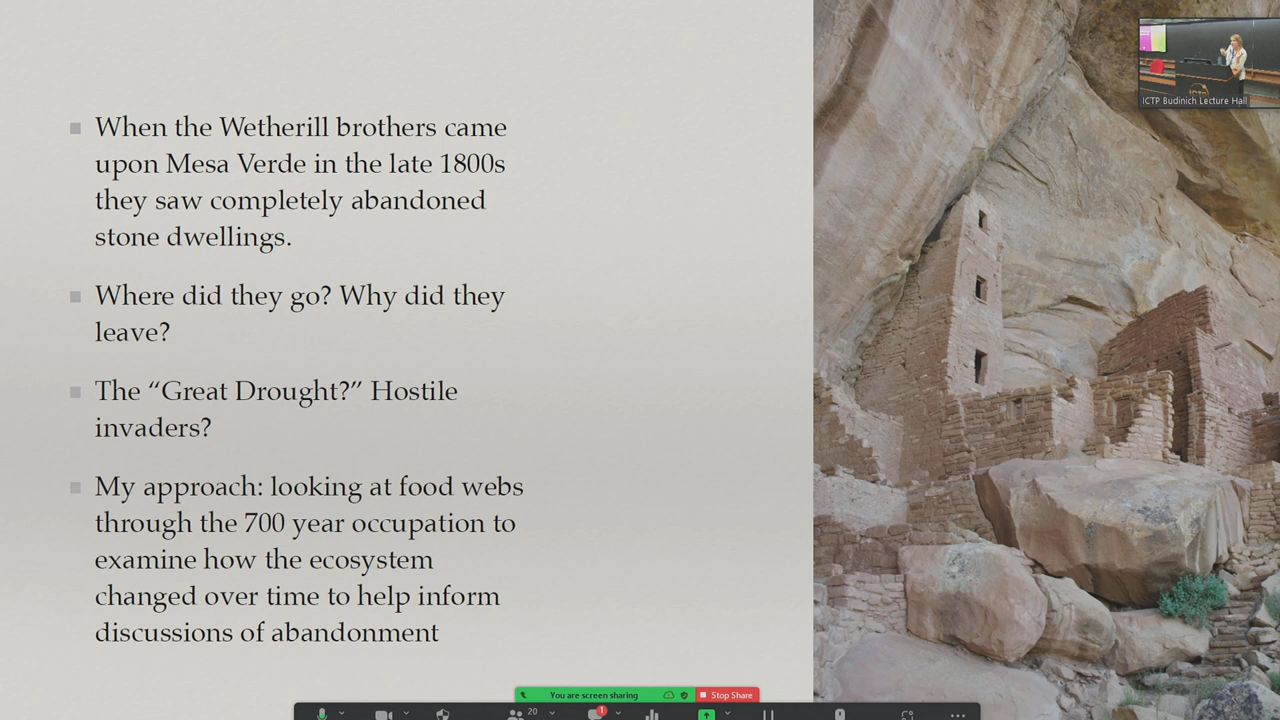 When the Wetherill brothers came
upon Mesa Verde in the late 1800s
they saw completely abandoned
stone dwellings.
Where did they go? Why did they
leave?
The “Great Drought?” Hostile
invaders?
My approach: looking at food webs
through the 700 year occupation to
examine how the ecosystem
changed over time to help inform
discussions of abandonment
ICTP Budinich Lecture Hall
You are screen sharing
Stop Share
20
1